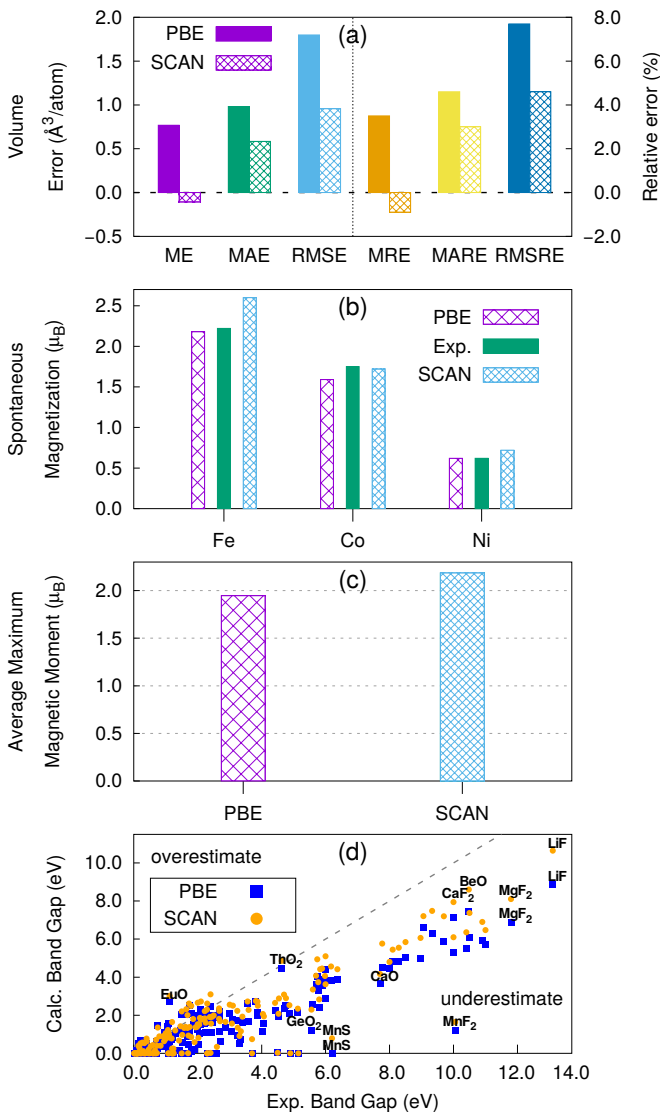 2.0
1.5
1.0
0.5
0.0
−0.5
8.0
6.0
4.0
2.0
0.0
−2.0
PBE
SCAN
(a)
Volume
Error (Å³/atom)
Relative error (%)
ME MAE RMSE MRE MARE RMSRE
2.5
2.0
1.5
1.0
0.5
0.0
(b)
PBE
Exp.
SCAN
Spontaneous
Magnetization (μB)
Fe Co Ni
2.0
1.5
1.0
0.5
0.0
(c)
Average Maximum
Magnetic Moment (μB)
PBE SCAN
10.0
8.0
6.0
4.0
2.0
0.0
Calc. Band Gap (eV)
overestimate
(d)
PBE
SCAN
LiF
LiF
BeO
CaF₂
MgF₂
MgF₂
ThO₂
CaO
EuO
GeO₂
MnS
MnS
underestimate
MnF₂
0.0 2.0 4.0 6.0 8.0 10.0 12.0 14.0
Exp. Band Gap (eV)